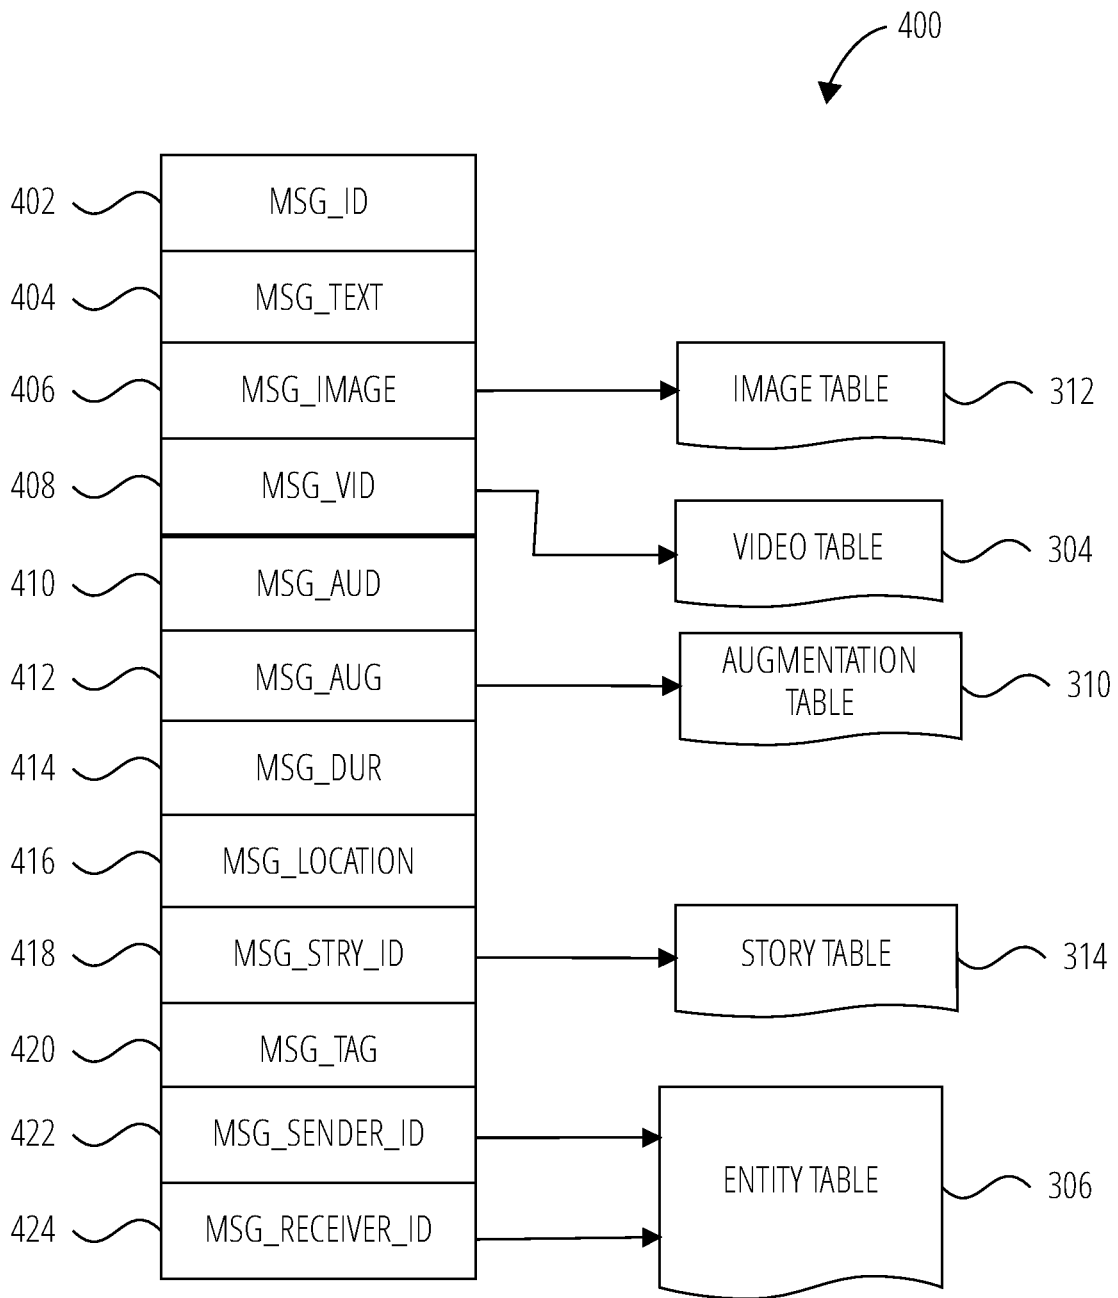 400
402 MSG_ID
404 MSG_TEXT
406 MSG_IMAGE IMAGE TABLE 312
408 MSG_VID VIDEO TABLE 304
410 MSG_AUD
412 MSG_AUG AUGMENTATION
TABLE 310
414 MSG_DUR
416 MSG_LOCATION
418 MSG_STRY_ID STORY TABLE 314
420 MSG_TAG
422 MSG_SENDER_ID
ENTITY TABLE 306
424 MSG_RECEIVER_ID